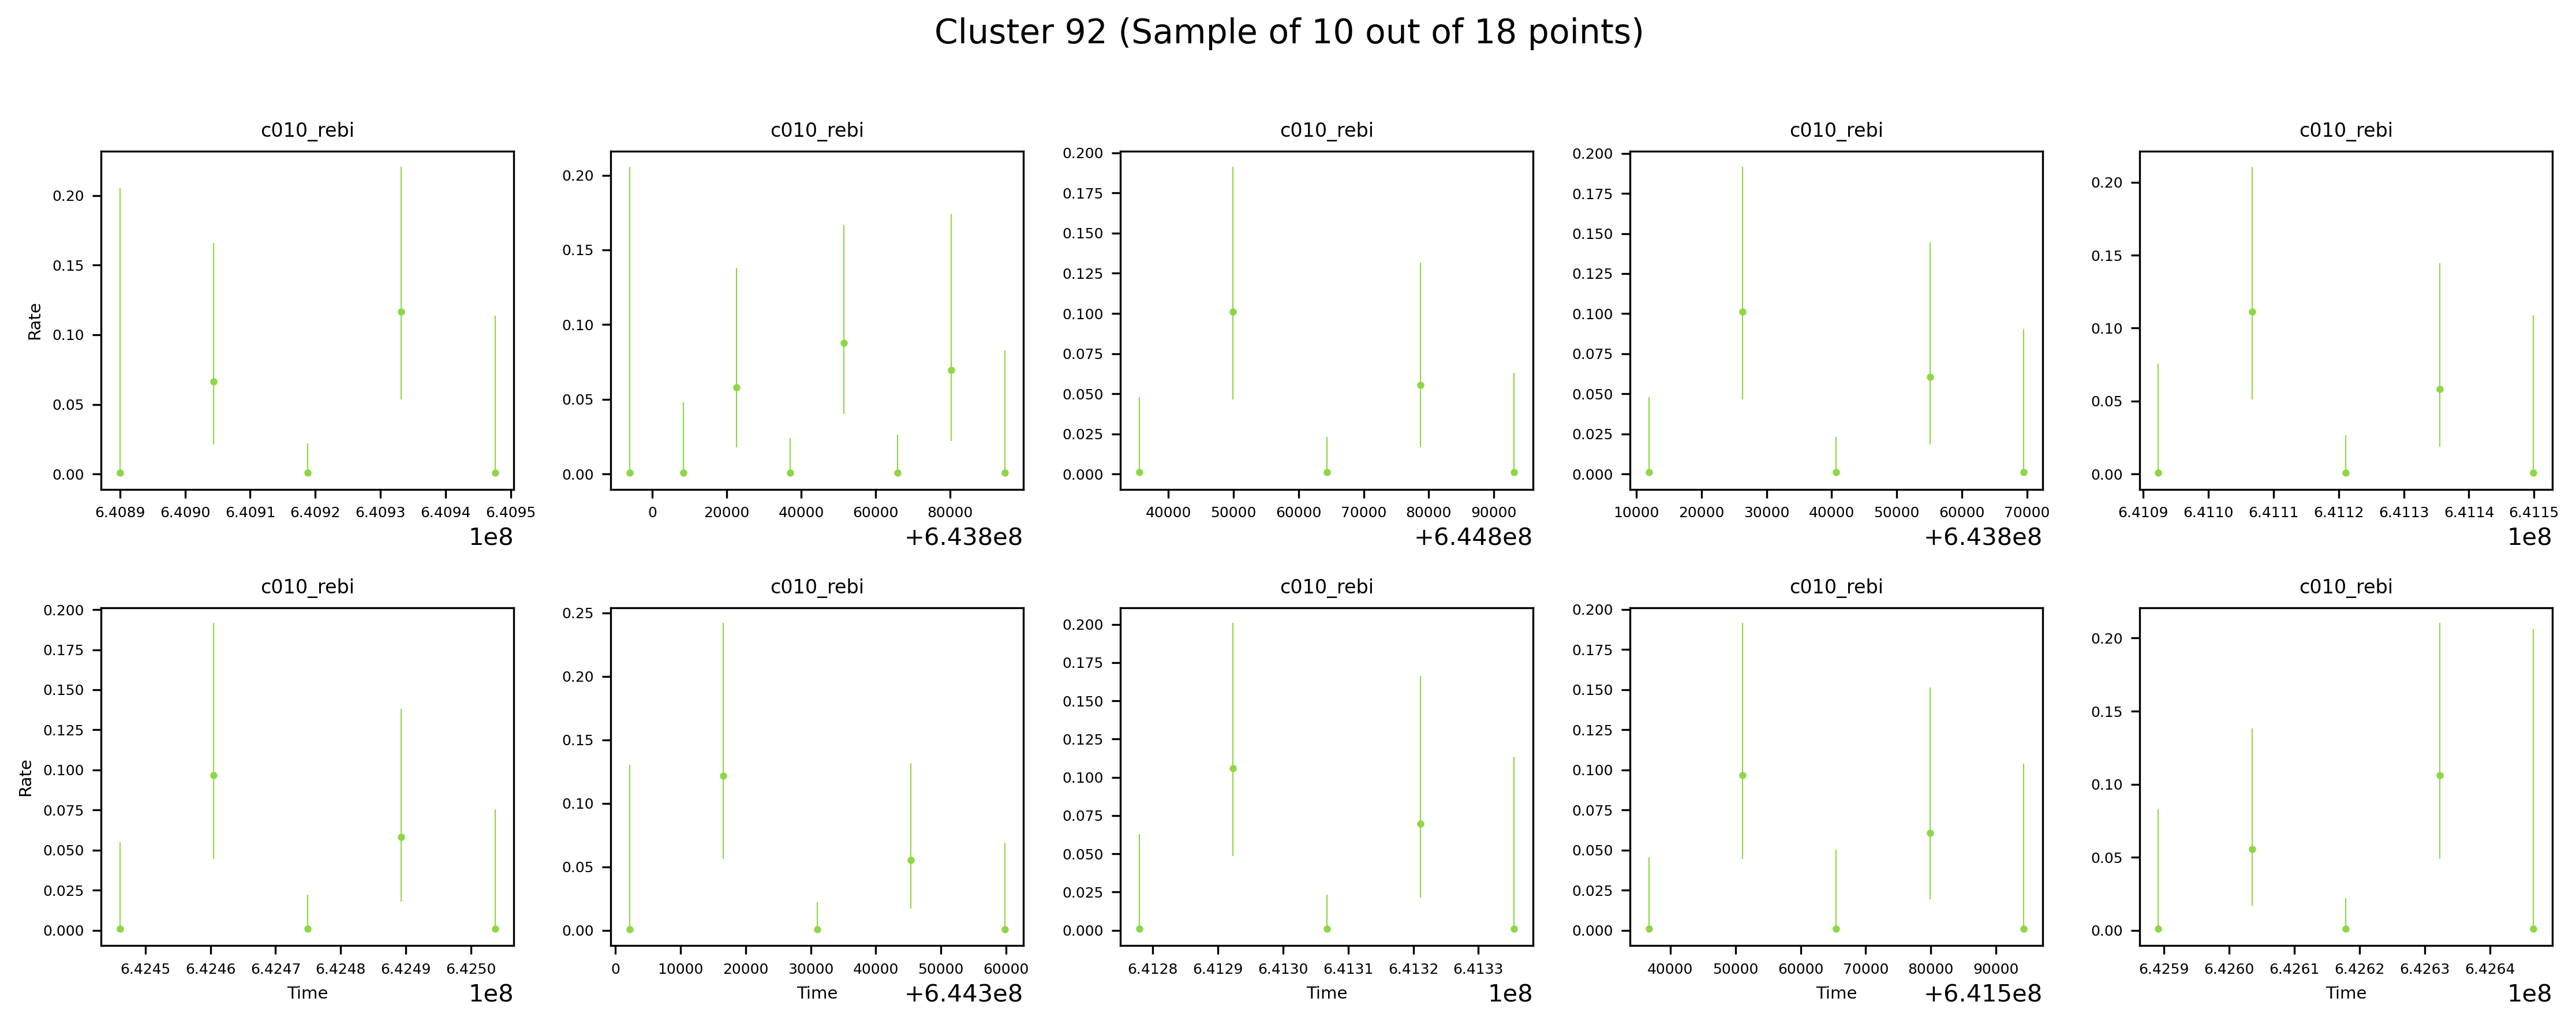 Cluster 92 (Sample of 10 out of 18 points)
c010_rebi c010_rebi c010_rebi c010_rebi c010_rebi
Rate
0.20
0.15
0.10
0.05
0.00
6.4089 6.4090 6.4091 6.4092 6.4093 6.4094 6.4095
1e8
0.20
0.15
0.10
0.05
0.00
0 20000 40000 60000 80000
+6.438e8
0.200
0.175
0.150
0.125
0.100
0.075
0.050
0.025
0.000
40000 50000 60000 70000 80000 90000
+6.448e8
0.200
0.175
0.150
0.125
0.100
0.075
0.050
0.025
0.000
10000 20000 30000 40000 50000 60000 70000
+6.438e8
0.20
0.15
0.10
0.05
0.00
6.4109 6.4110 6.4111 6.4112 6.4113 6.4114 6.4115
1e8
c010_rebi c010_rebi c010_rebi c010_rebi c010_rebi
Rate
0.200
0.175
0.150
0.125
0.100
0.075
0.050
0.025
0.000
6.4245 6.4246 6.4247 6.4248 6.4249 6.4250
Time
1e8
0.25
0.20
0.15
0.10
0.05
0.00
0 10000 20000 30000 40000 50000 60000
Time
+6.443e8
0.200
0.175
0.150
0.125
0.100
0.075
0.050
0.025
0.000
6.4128 6.4129 6.4130 6.4131 6.4132 6.4133
Time
1e8
0.200
0.175
0.150
0.125
0.100
0.075
0.050
0.025
0.000
40000 50000 60000 70000 80000 90000
Time
+6.415e8
0.20
0.15
0.10
0.05
0.00
6.4259 6.4260 6.4261 6.4262 6.4263 6.4264
Time
1e8